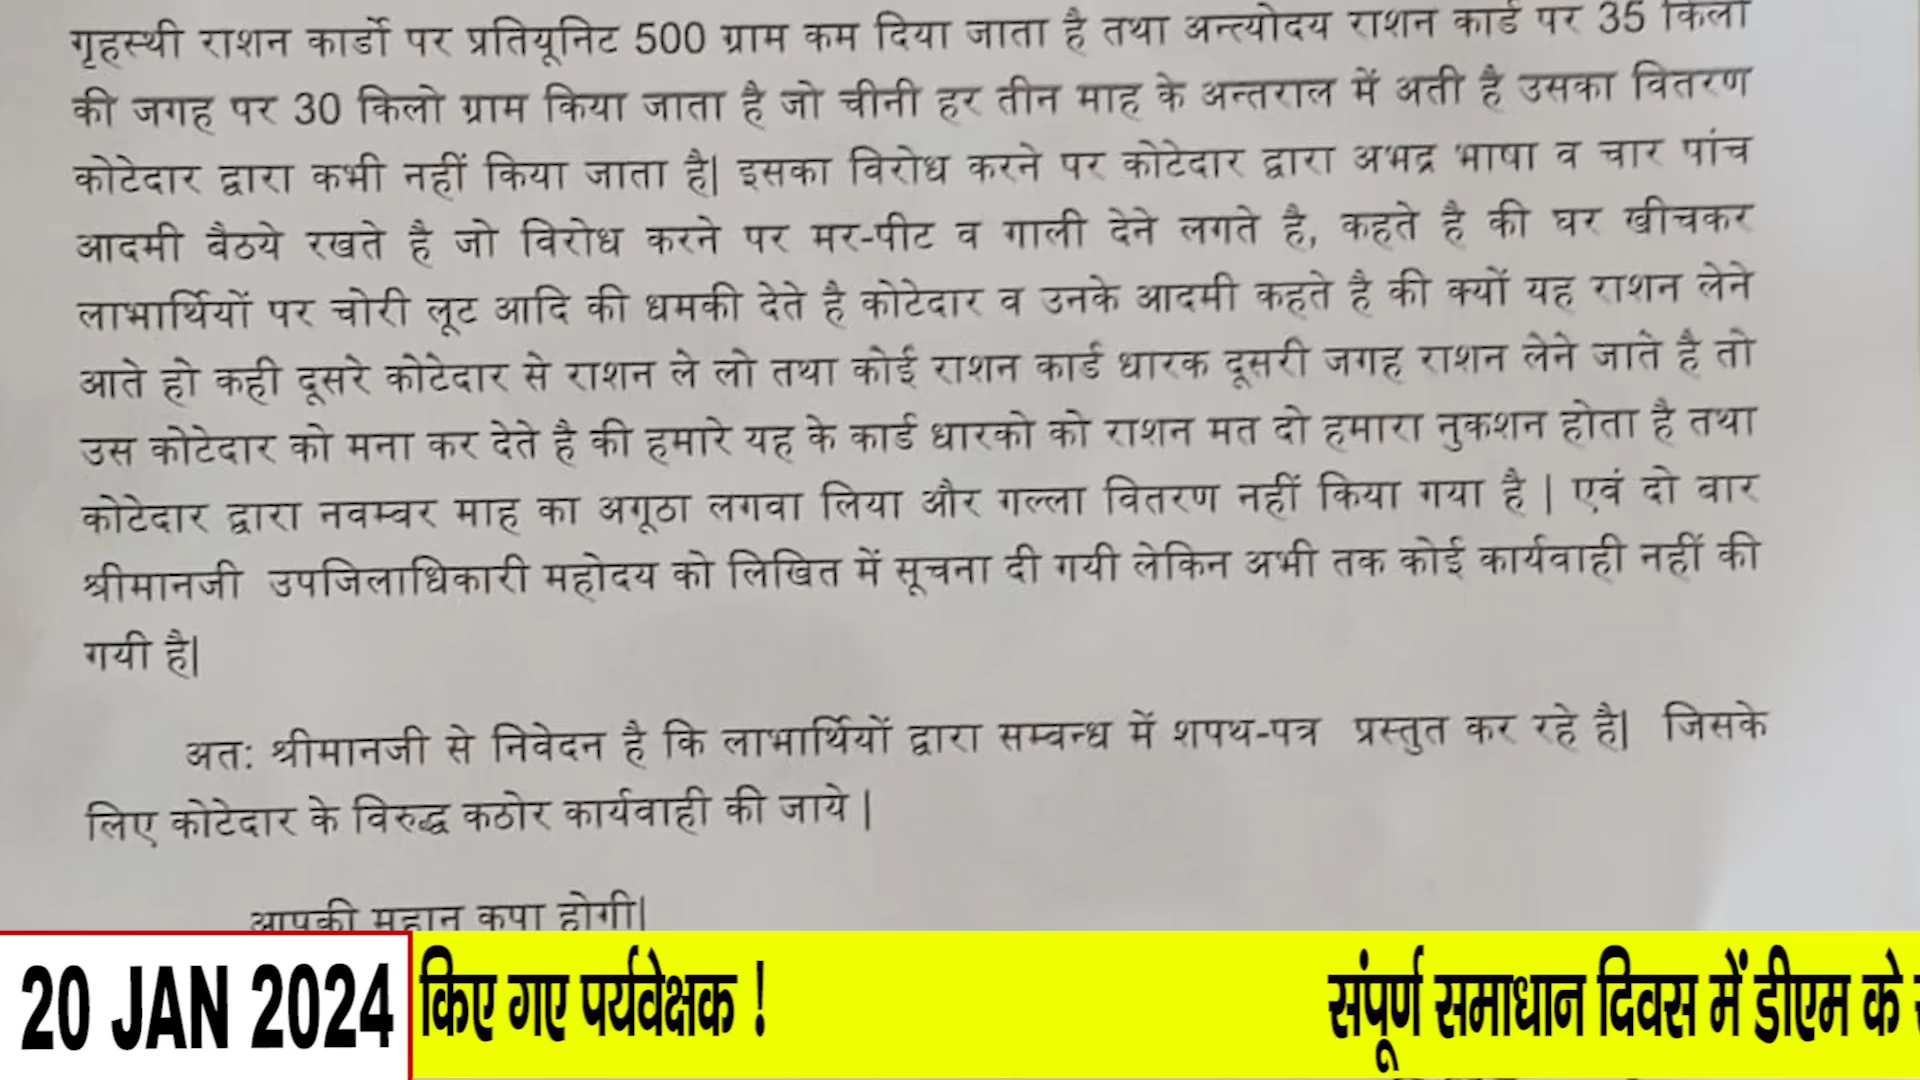 गृहस्थी राशन कार्डो पर प्रतियूनिट 500 ग्राम कम दिया जाता है तथा अन्त्योदय राशन कार्ड पर 35 किलो
की जगह पर 30 किलो ग्राम किया जाता है जो चीनी हर तीन माह के अन्तराल में अती है उसका वितरण
कोटेदार द्वारा कभी नहीं किया जाता है| इसका विरोध करने पर कोटेदार द्वारा अभद्र भाषा व चार पांच
आदमी बैठये रखते है जो विरोध करने पर मर-पीट व गाली देने लगते है, कहते है की घर खीचकर
लाभार्थियों पर चोरी लूट आदि की धमकी देते है कोटेदार व उनके आदमी कहते है की क्यों यह राशन लेने
आते हो कही दूसरे कोटेदार से राशन ले लो तथा कोई राशन कार्ड धारक दूसरी जगह राशन लेने जाते है तो
उस कोटेदार को मना कर देते है की हमारे यह के कार्ड धारको को राशन मत दो हमारा नुकशन होता है तथा
कोटेदार द्वारा नवम्बर माह का अगूठा लगवा लिया और गल्ला वितरण नहीं किया गया है | एवं दो वार
श्रीमानजी उपजिलाधिकारी महोदय को लिखित में सूचना दी गयी लेकिन अभी तक कोई कार्यवाही नहीं की
गयी है|
अत: श्रीमानजी से निवेदन है कि लाभार्थियों द्वारा सम्बन्ध में शपथ-पत्र प्रस्तुत कर रहे है| जिसके
लिए कोटेदार के विरुद्ध कठोर कार्यवाही की जाये |
आपकी महान कृपा होगी|
20 JAN 2024 किए गए पर्यवेक्षक ! संपूर्ण समाधान दिवस में डीएम के